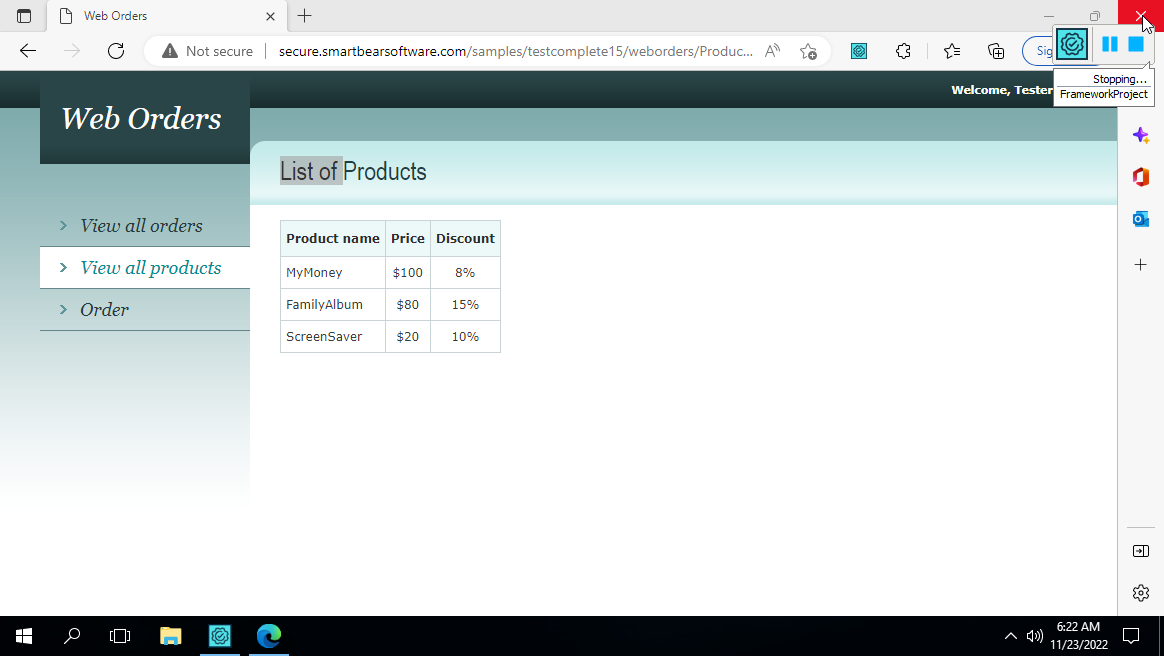 Web Orders
Not secure
secure.smartbearsoftware.com/samples/testcomplete15/weborders/Produc...
Sig
Stopping...
FrameworkProject
Welcome, Tester
Web Orders
List of Products
> View all orders
> View all products
> Order
Product name Price Discount
MyMoney $100 8%
FamilyAlbum $80 15%
ScreenSaver $20 10%
6:22 AM
11/23/2022